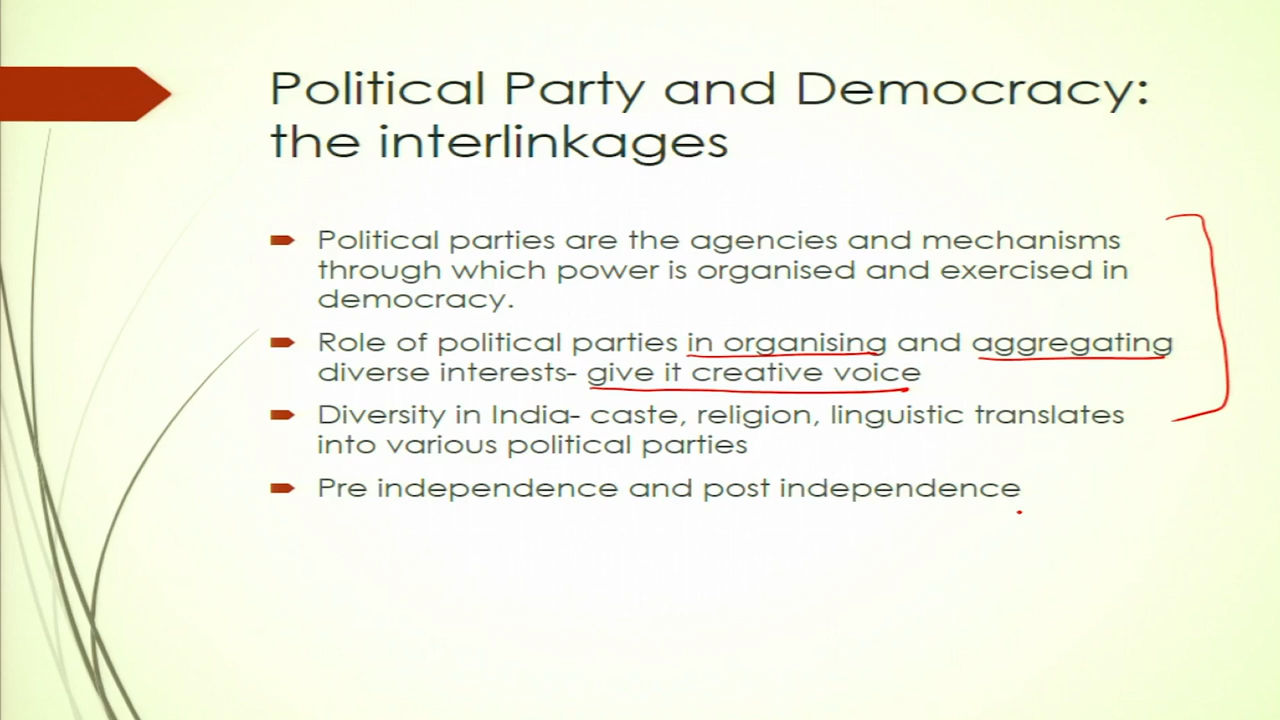 Political Party and Democracy:
the interlinkages
Political parties are the agencies and mechanisms
through which power is organised and exercised in
democracy.
Role of political parties in organising and aggregating
diverse interests- give it creative voice
Diversity in India- caste, religion, linguistic translates
into various political parties
Pre independence and post independence